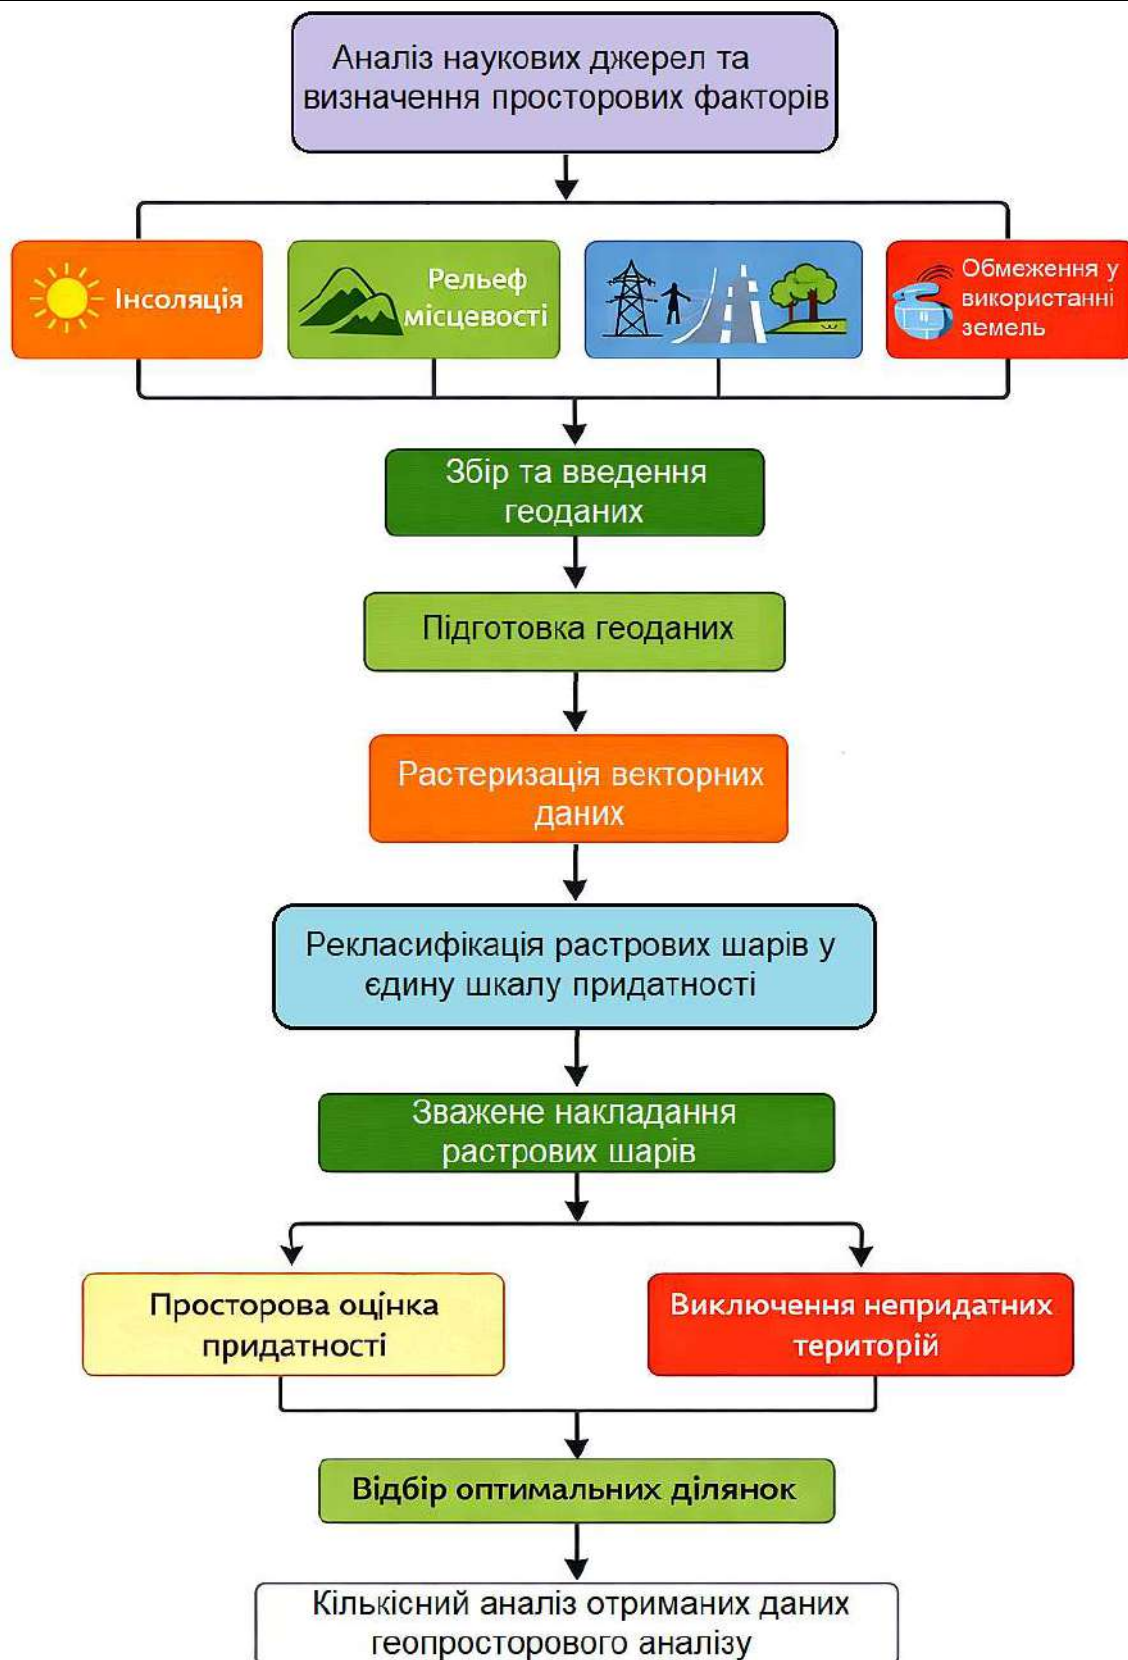 Аналіз наукових джерел та
визначення просторових факторів
Інсоляція
Рельеф
місцевості
Обмеження у
використанні
земель
Збір та введення
геоданих
Підготовка геоданих
Растеризація векторних
даних
Рекласифікація растрових шарів у
єдину шкалу придатності
Зважене накладання
растрових шарів
Просторова оцінка
придатності
Виключення непридатних
територій
Відбір оптимальних ділянок
Кількісний аналіз отриманих даних
геопросторового аналізу